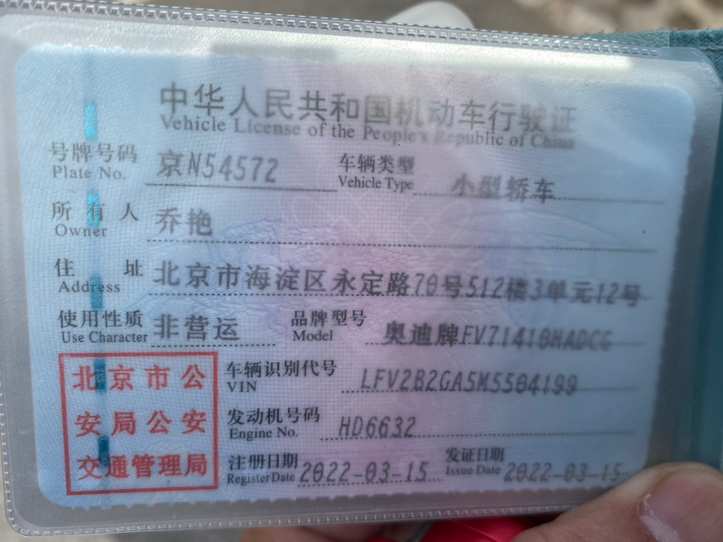 中华人民共和国机动车行驶证
Vehicle License of the People's Republic of China
号牌号码 京N54572 车辆类型 小型轿车
Plate No. Vehicle Type
所有人 乔艳
Owner
住址 北京市海淀区永定路70号512楼3单元12号
Address
使用性质 非营运 品牌型号 奥迪牌FV71410HADCG
Use Character Model
北京市公
安局公安
交通管理局
车辆识别代号 LFV2B2GA5M5504199
VIN
发动机号码 HD6632
Engine No.
注册日期 2022-03-15 发证日期 2022-03-15
Register Date Issue Date